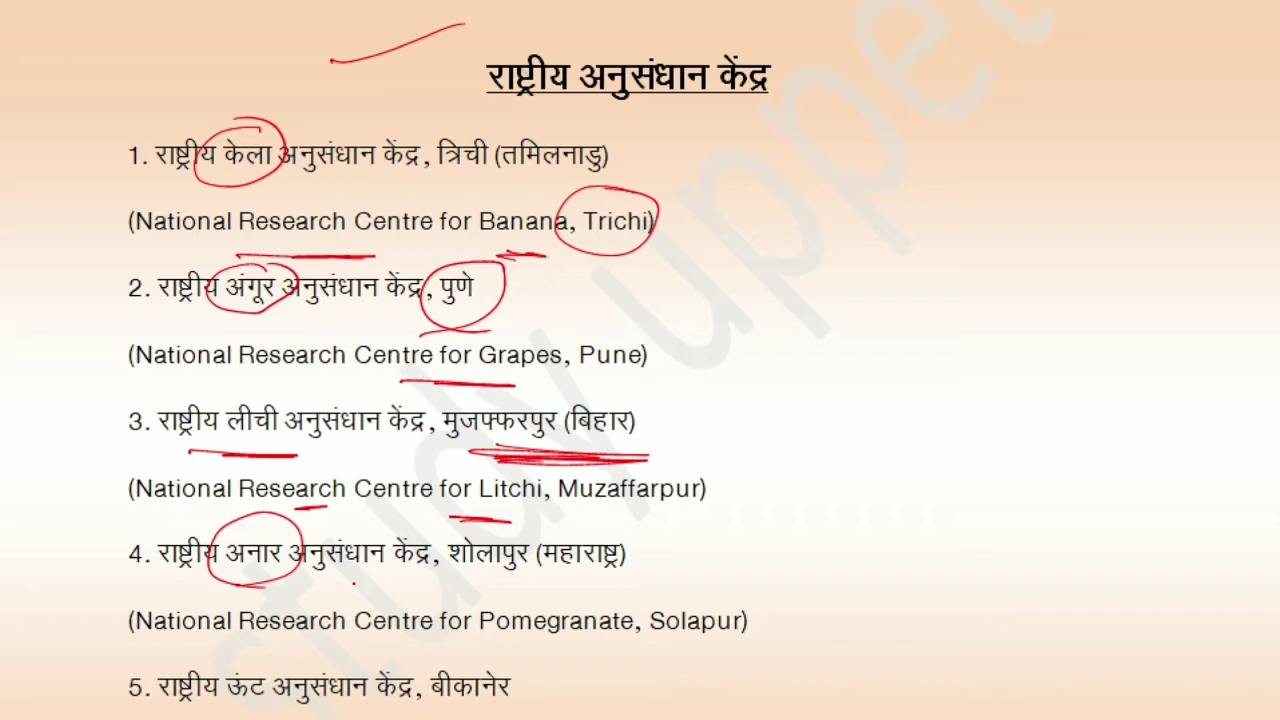 राष्ट्रीय अनुसंधान केंद्र
1. राष्ट्रीय केला अनुसंधान केंद्र, त्रिची (तमिलनाडु)
(National Research Centre for Banana, Trichi)
2. राष्ट्रीय अंगूर अनुसंधान केंद्र, पुणे
(National Research Centre for Grapes, Pune)
3. राष्ट्रीय लीची अनुसंधान केंद्र, मुजफ्फरपुर (बिहार)
(National Research Centre for Litchi, Muzaffarpur)
4. राष्ट्रीय अनार अनुसंधान केंद्र, शोलापुर (महाराष्ट्र)
(National Research Centre for Pomegranate, Solapur)
5. राष्ट्रीय ऊंट अनुसंधान केंद्र, बीकानेर
study uppe